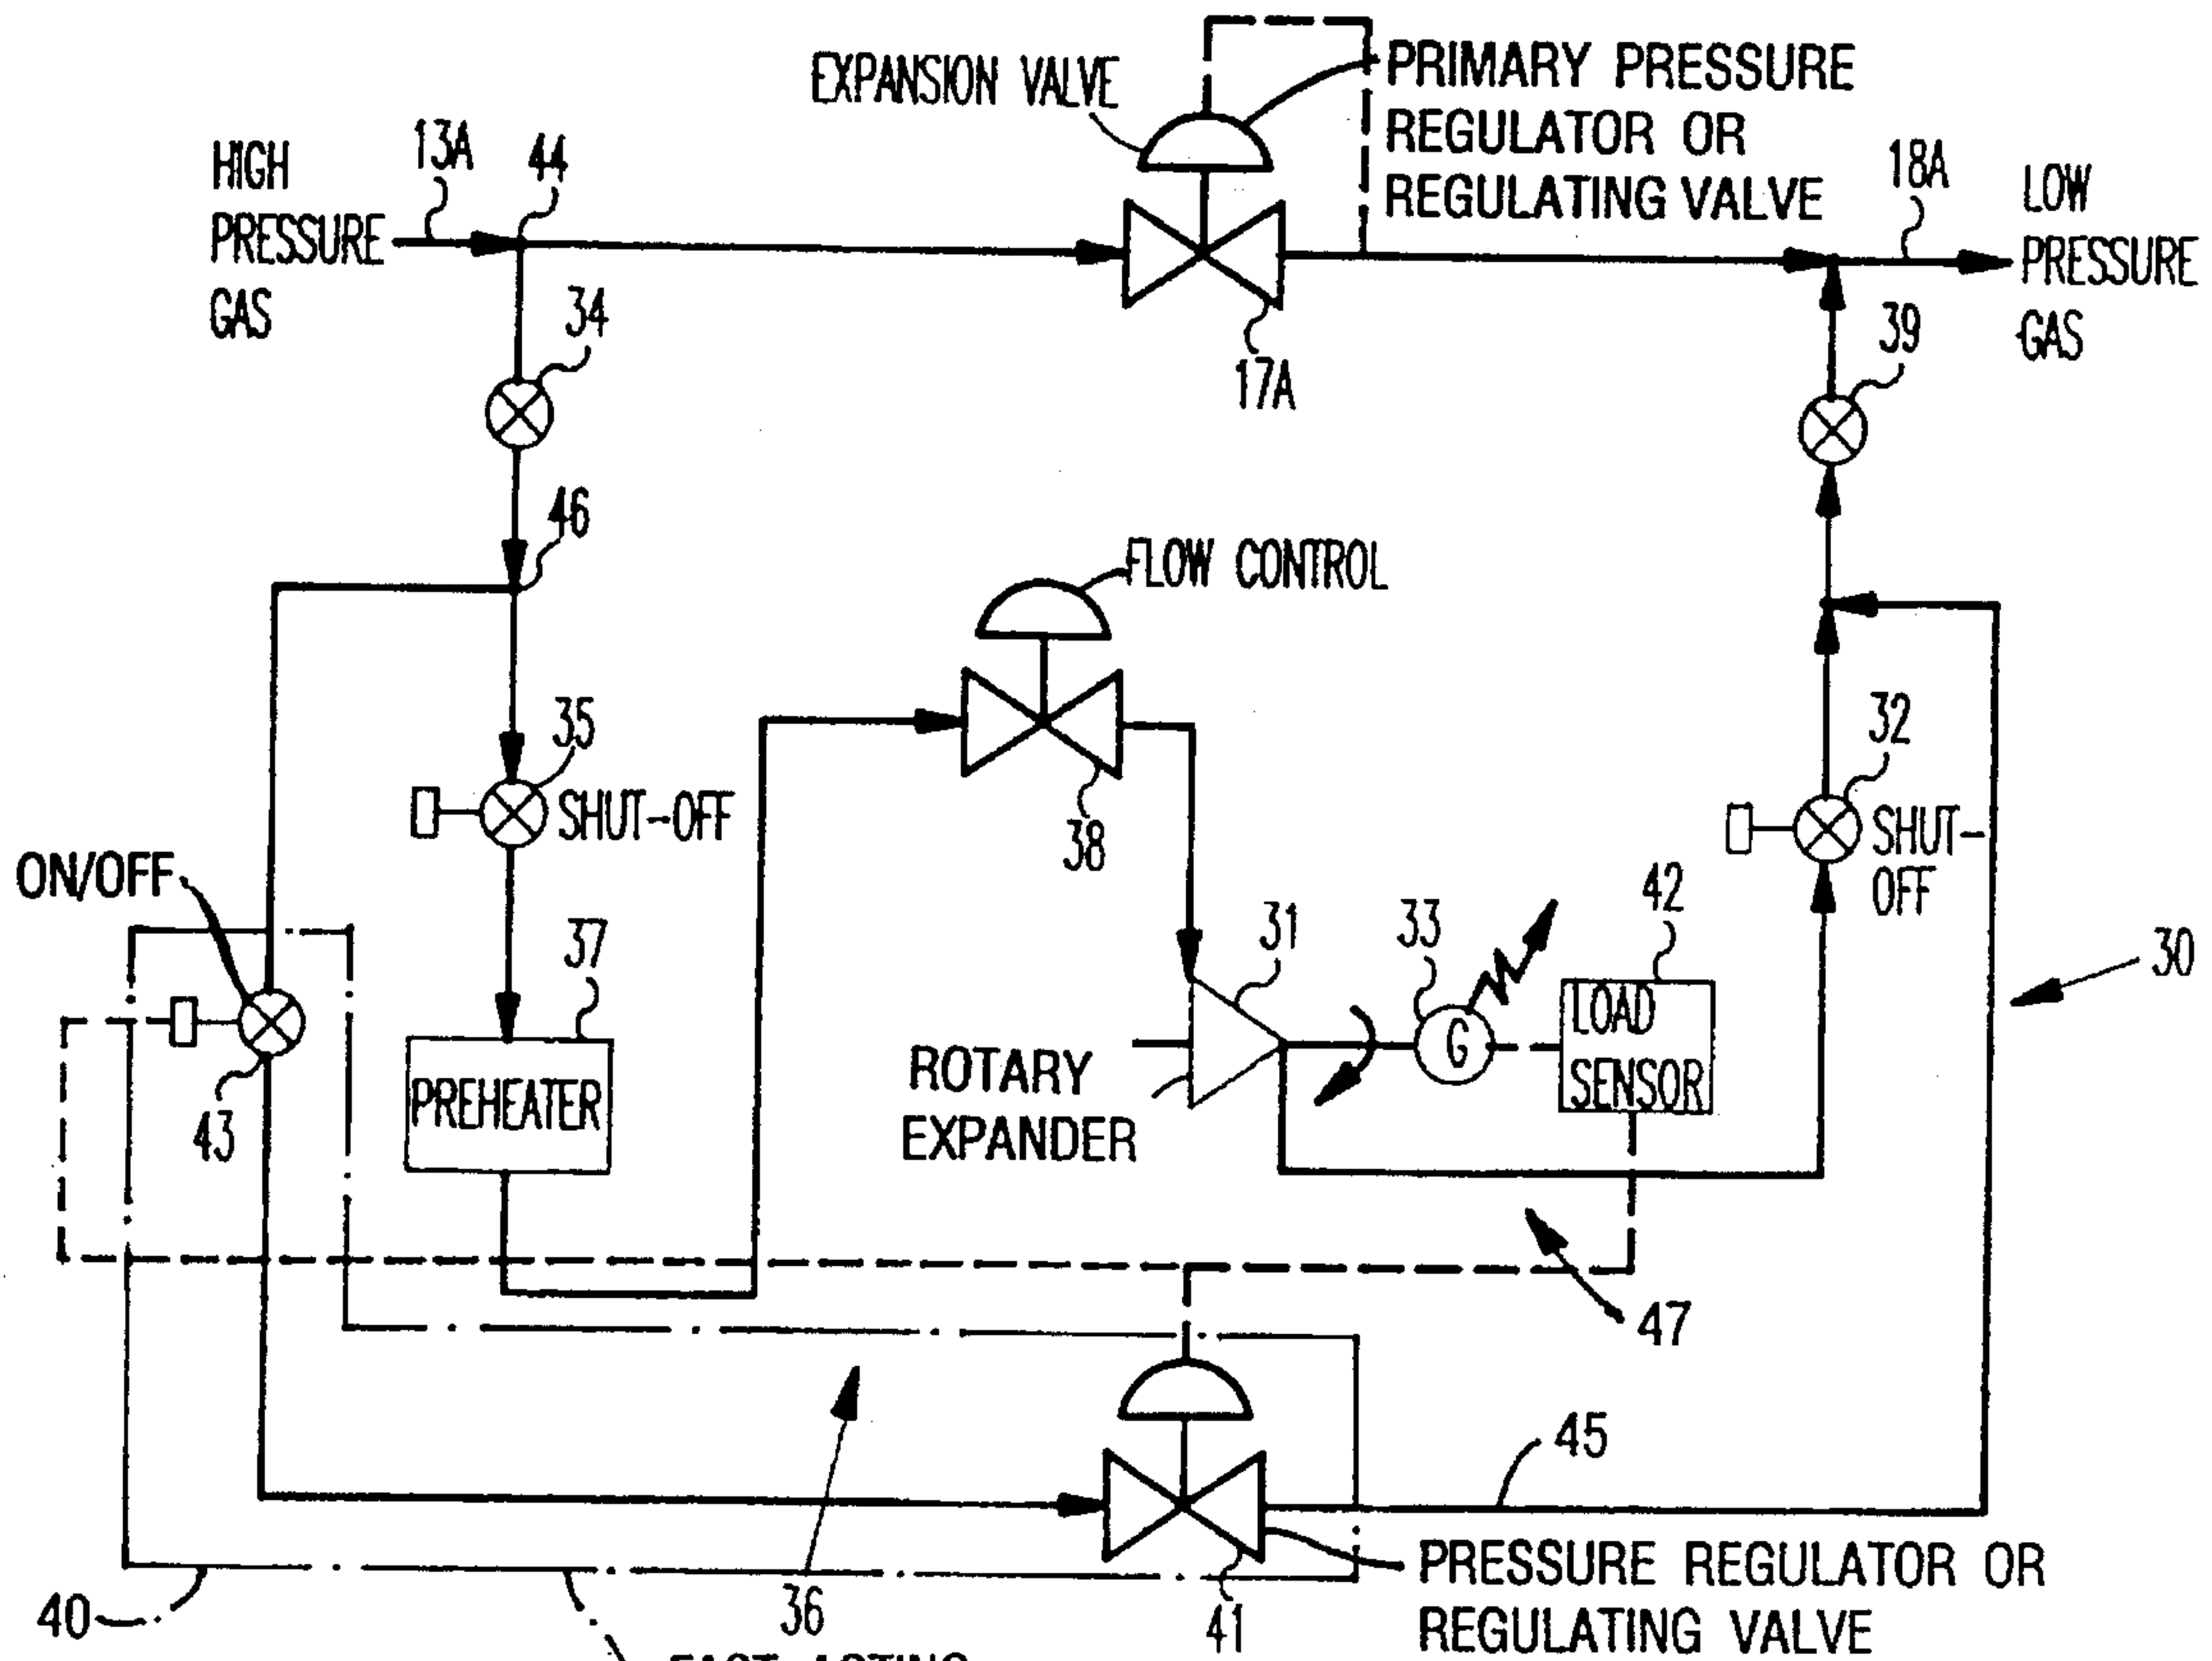 EXPANSION VALVE
PRIMARY PRESSURE
REGULATOR OR
REGULATING VALVE
HIGH
PRESSURE
GAS
13A
44
18A
LOW
PRESSURE
GAS
34
17A
39
46
FLOW CONTROL
35
SHUT-OFF
38
32
SHUT-
OFF
ON/OFF
42
37
31
33
30
LOAD
SENSOR
G
ROTARY
EXPANDER
PREHEATER
43
47
45
40
36
41
PRESSURE REGULATOR OR
REGULATING VALVE
FAST ACTING